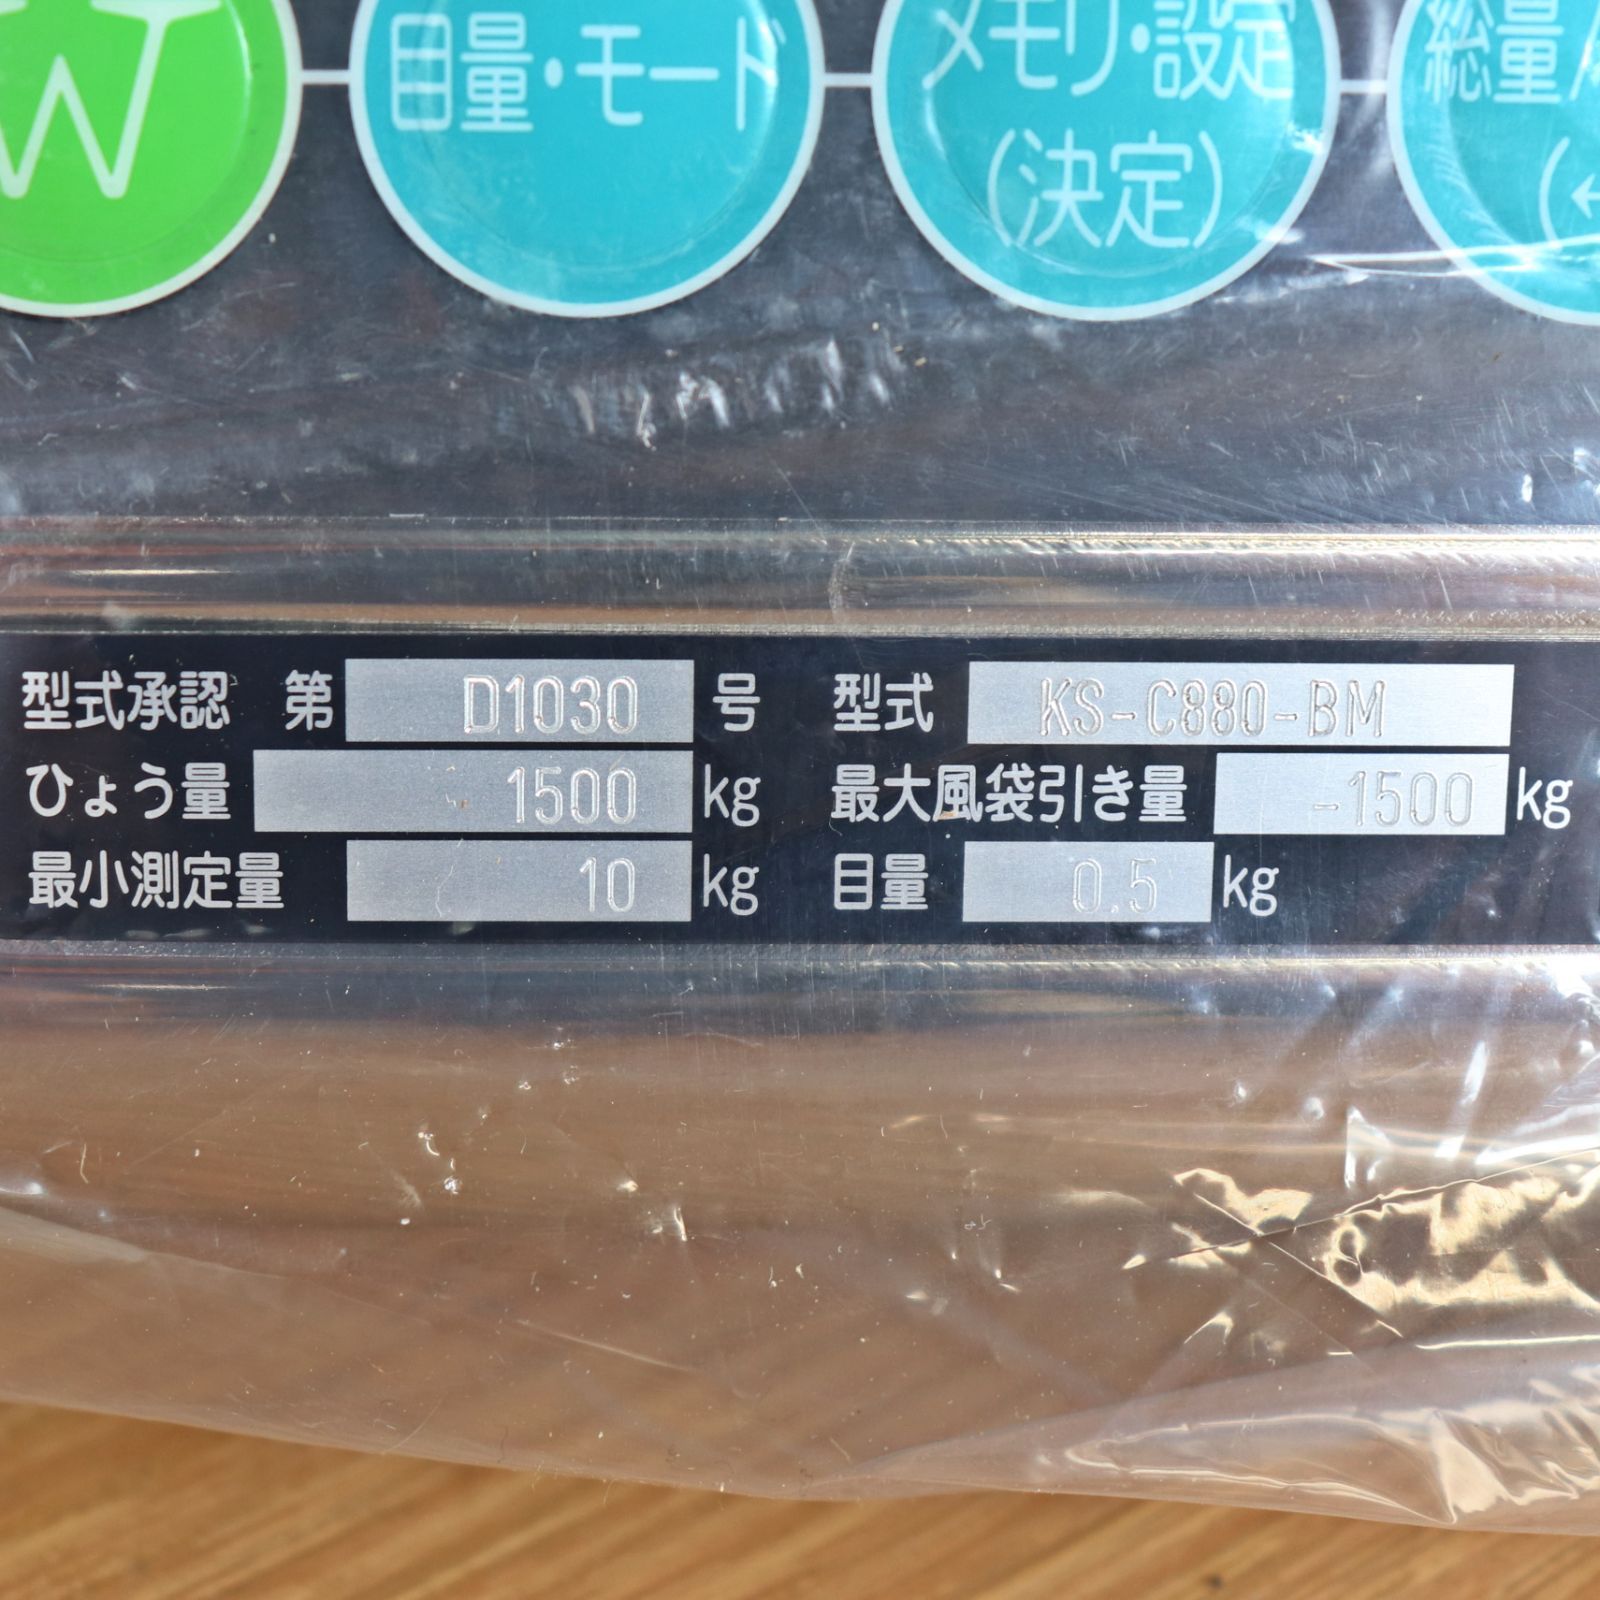 W 目量・モード メモリ・設定 総量/
(決定) (←
型式承認 第 D1030 号 型式 KS-C880-BM
ひょう量 1500 kg 最大風袋引き量 -1500 kg
最小測定量 10 kg 目量 0.5 kg